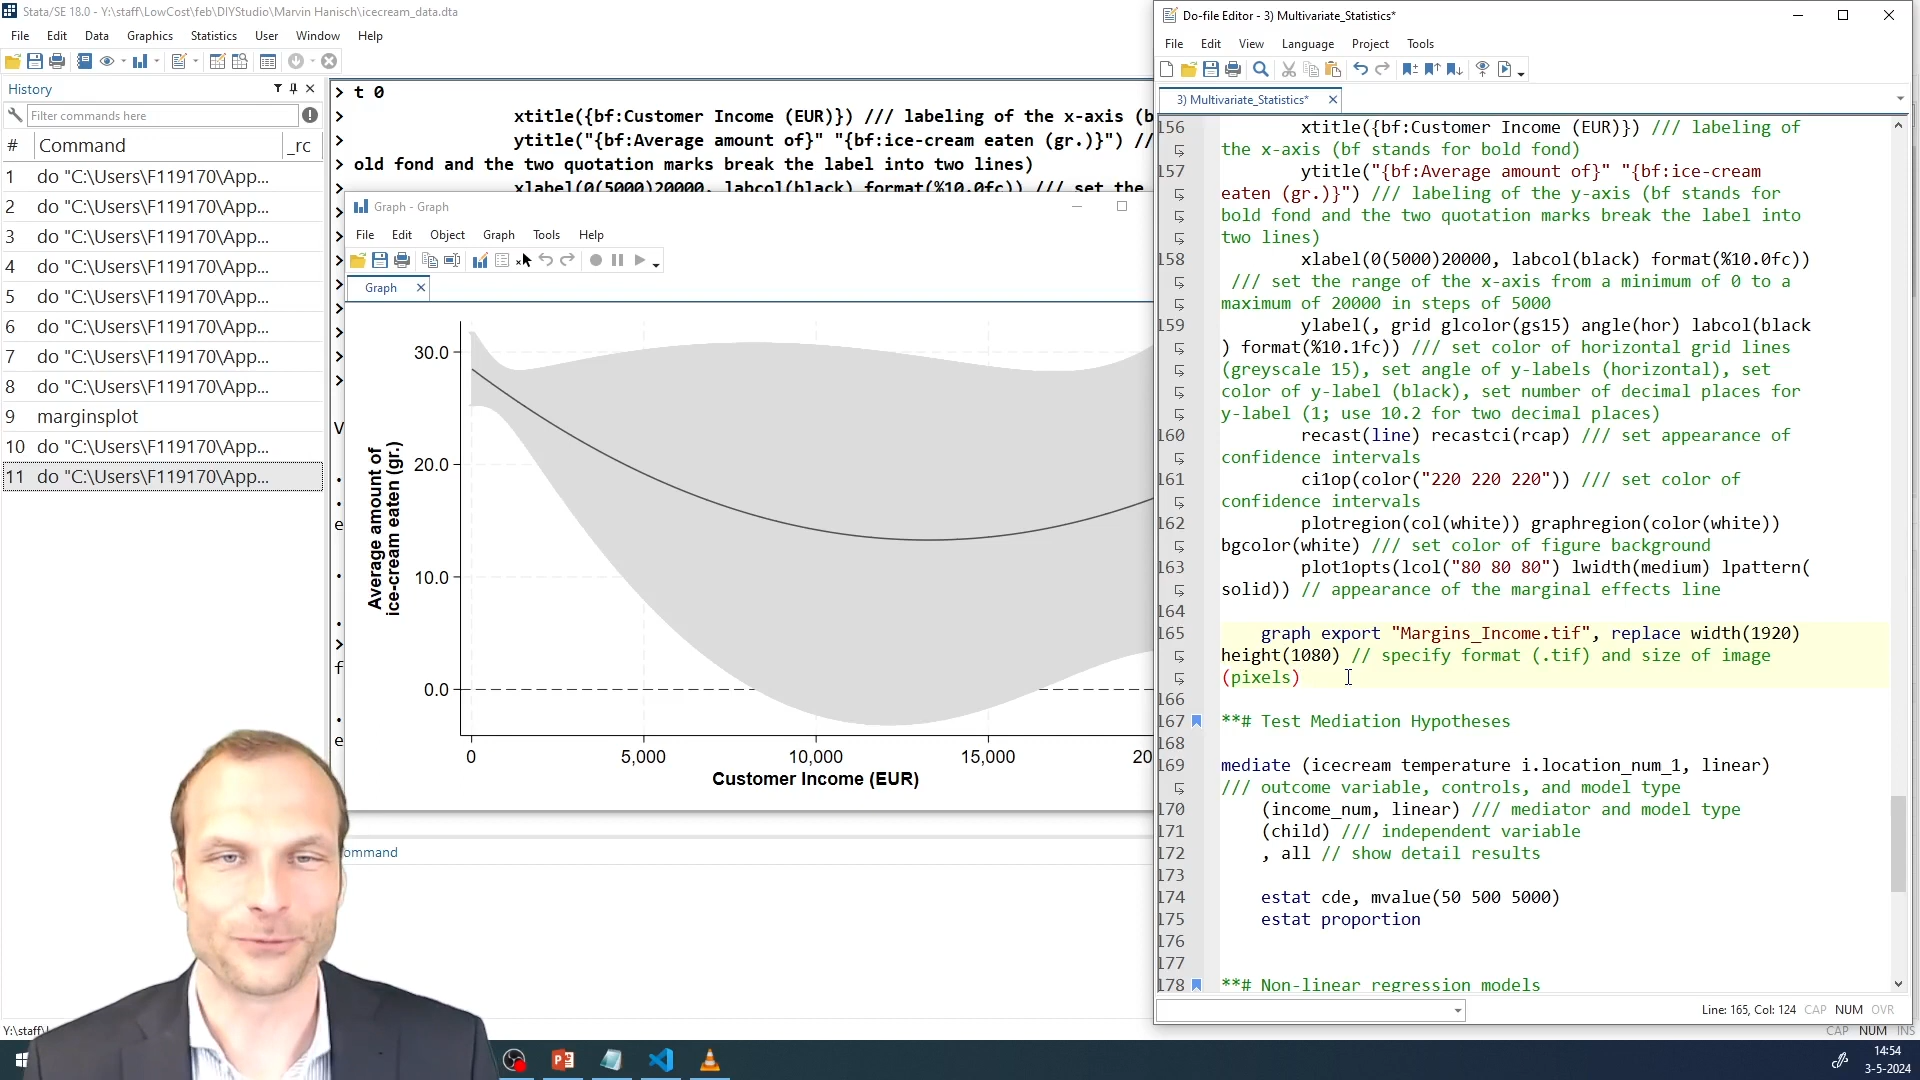 Stata/SE 18.0 - Y:\staff\LowCost\feb\DIYStudio\Marvin Hanisch\icecream_data.dta
File Edit Data Graphics Statistics User Window Help
History
Filter commands here
# Command _rc
1 do "C:\Users\F119170\App...
2 do "C:\Users\F119170\App...
3 do "C:\Users\F119170\App...
4 do "C:\Users\F119170\App...
5 do "C:\Users\F119170\App...
6 do "C:\Users\F119170\App...
7 do "C:\Users\F119170\App...
8 do "C:\Users\F119170\App...
9 marginsplot
10 do "C:\Users\F119170\App...
11 do "C:\Users\F119170\App...
> t 0
> xtitle({bf:Customer Income (EUR)}) /// labeling of the x-axis (b
> ytitle("{bf:Average amount of}" "{bf:ice-cream eaten (gr.)}") //
> old fond and the two quotation marks break the label into two lines)
> xlabel(0(5000)20000, labcol(black) format(%10.0fc)) /// set the
Graph - Graph
File Edit Object Graph Tools Help
Graph
30.0
20.0
10.0
0.0
Average amount of
ice-cream eaten (gr.)
0 5,000 10,000 15,000 20
Customer Income (EUR)
ommand
Y:\staff\L
Do-file Editor - 3) Multivariate_Statistics*
File Edit View Language Project Tools
3) Multivariate_Statistics*
156 xtitle({bf:Customer Income (EUR)}) /// labeling of
the x-axis (bf stands for bold fond)
157 ytitle("{bf:Average amount of}" "{bf:ice-cream
eaten (gr.)}") /// labeling of the y-axis (bf stands for
bold fond and the two quotation marks break the label into
two lines)
158 xlabel(0(5000)20000, labcol(black) format(%10.0fc))
/// set the range of the x-axis from a minimum of 0 to a
maximum of 20000 in steps of 5000
159 ylabel(, grid glcolor(gs15) angle(hor) labcol(black
) format(%10.1fc)) /// set color of horizontal grid lines
(greyscale 15), set angle of y-labels (horizontal), set
color of y-label (black), set number of decimal places for
y-label (1; use 10.2 for two decimal places)
160 recast(line) recastci(rcap) /// set appearance of
confidence intervals
161 ci1op(color("220 220 220")) /// set color of
confidence intervals
162 plotregion(col(white)) graphregion(color(white))
bgcolor(white) /// set color of figure background
163 plot1opts(lcol("80 80 80") lwidth(medium) lpattern(
solid)) // appearance of the marginal effects line
164
165 graph export "Margins_Income.tif", replace width(1920)
height(1080) // specify format (.tif) and size of image
(pixels)
166
167 **# Test Mediation Hypotheses
168
169 mediate (icecream temperature i.location_num_1, linear)
/// outcome variable, controls, and model type
170 (income_num, linear) /// mediator and model type
171 (child) /// independent variable
172 , all // show detail results
173
174 estat cde, mvalue(50 500 5000)
175 estat proportion
176
177
178 **# Non-linear regression models
Line: 165, Col: 124 CAP NUM OVR
CAP NUM INS
14:54
3-5-2024